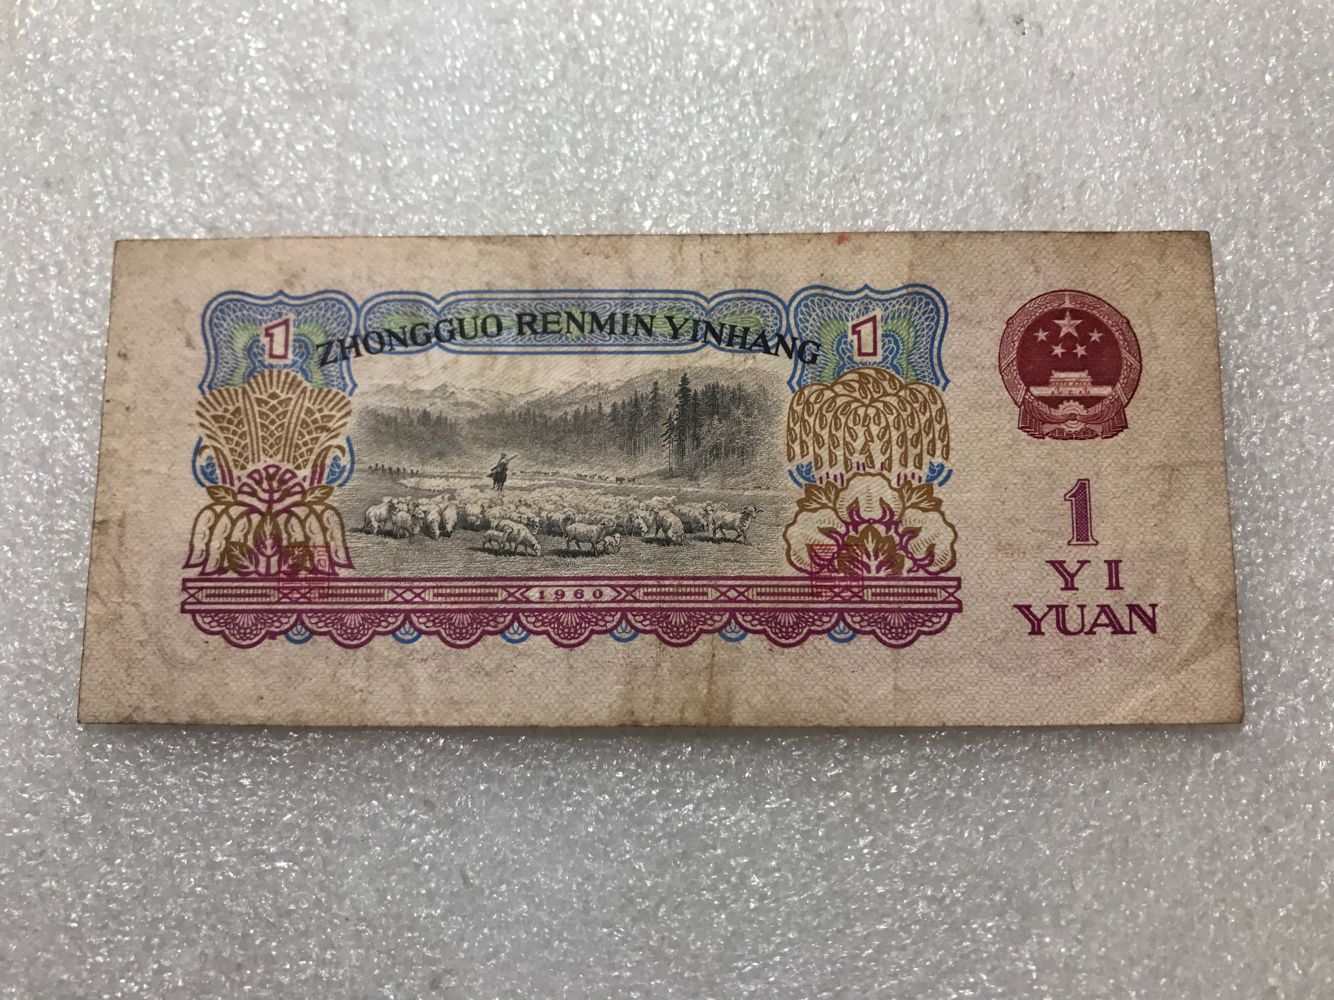 1
1
ZHONGGUO RENMIN YINHANG
1960
1
YI
YUAN